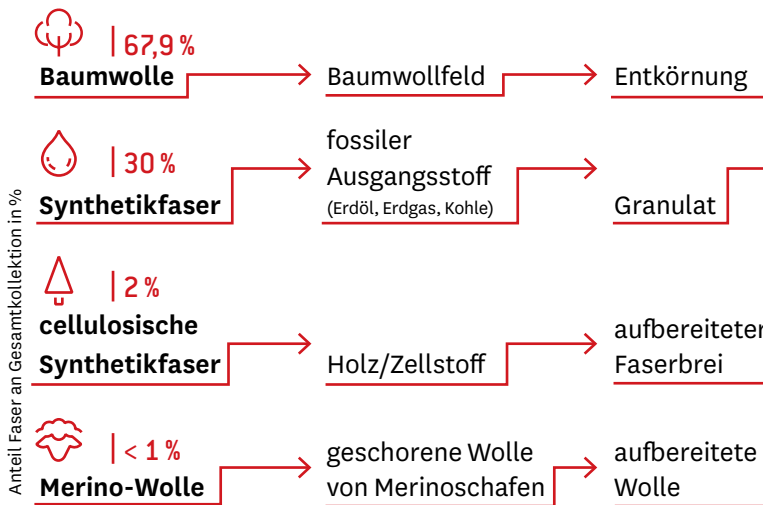 Anteil Faser an Gesamtkollektion in %
67,9 %
Baumwolle
Baumwollfeld
Entkörnung
30 %
Synthetikfaser
fossiler
Ausgangsstoff
(Erdöl, Erdgas, Kohle)
Granulat
2 %
cellulosische
Synthetikfaser
Holz/Zellstoff
aufbereiteter
Faserbrei
< 1 %
Merino-Wolle
geschorene Wolle
von Merinoschafen
aufbereitete
Wolle